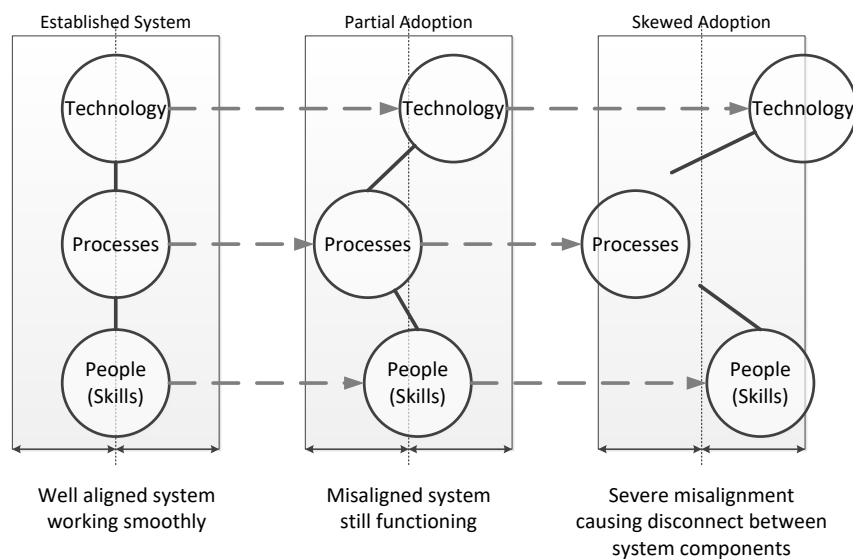 Established System
Partial Adoption
Skewed Adoption
Technology
Technology
Technology
Processes
Processes
Processes
People
(Skills)
People
(Skills)
People
(Skills)
Well aligned system
working smoothly
Misaligned system
still functioning
Severe misalignment
causing disconnect between
system components